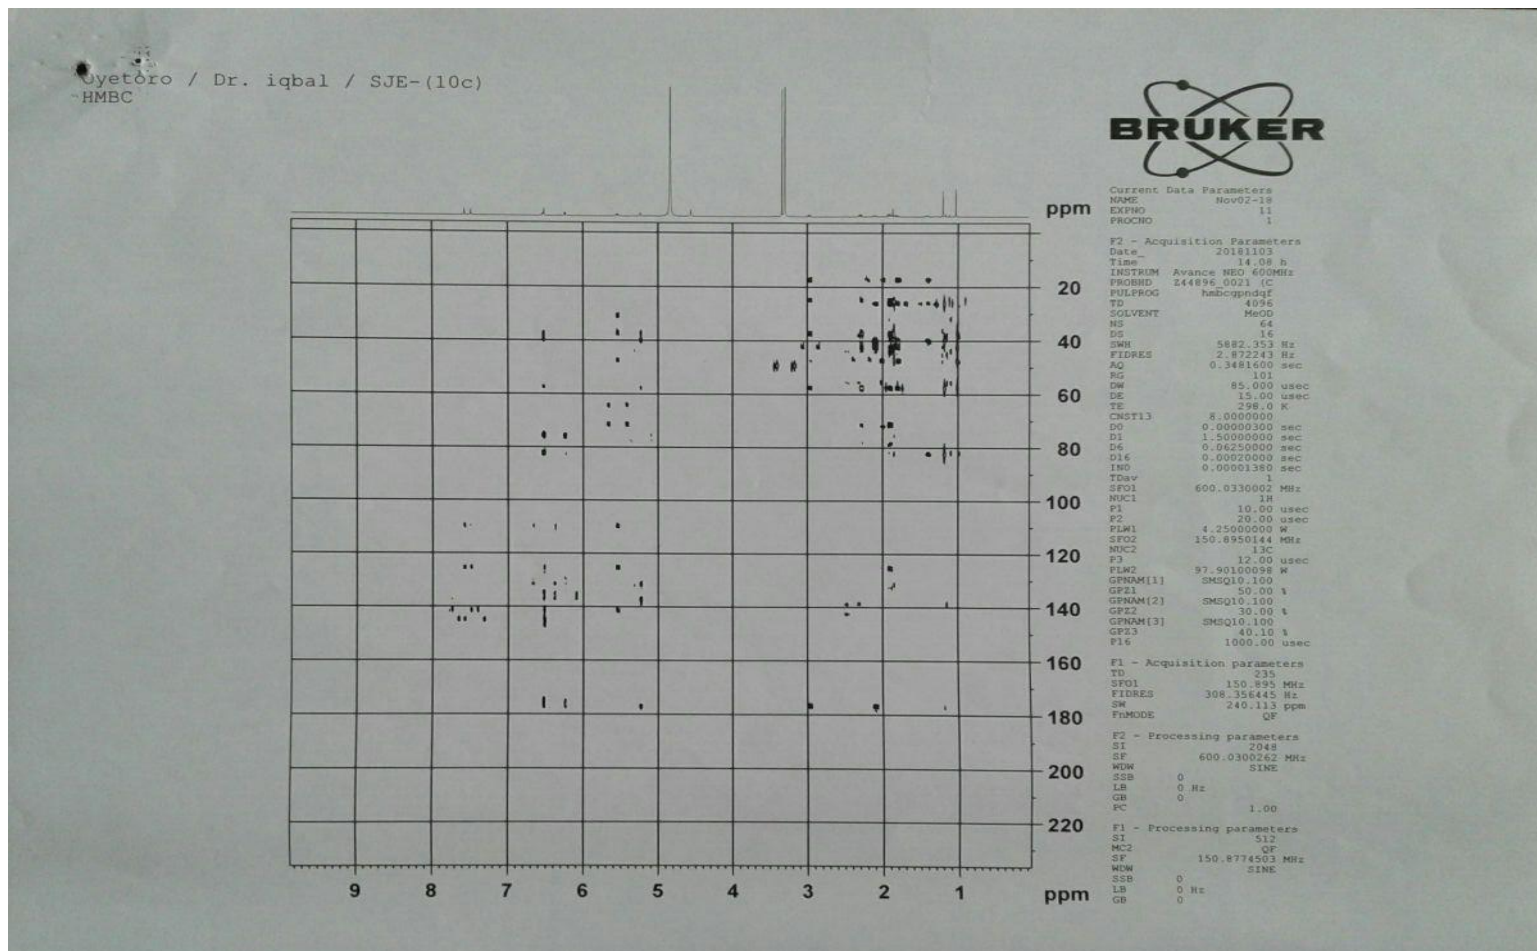 Oyetoro / Dr. iqbal / SJE-(10c)
HMBC
BRUKER
ppm
20
40
60
80
100
120
140
160
180
200
220
9 8 7 6 5 4 3 2 1 ppm
Current Data Parameters
NAME Nov02-18
EXPNO 11
PROCNO 1
F2 - Acquisition Parameters
Date_ 20181103
Time 14.08 h
INSTRUM Avance NEO 600MHz
PROBHD Z44896_0021 (C
PULPROG hmbcgpndqf
TD 4096
SOLVENT MeOD
NS 64
DS 16
SWH 5882.353 Hz
FIDRES 2.872243 Hz
AQ 0.3481600 sec
RG 101
DW 85.000 usec
DE 15.00 usec
TE 298.0 K
CNST13 8.0000000
D0 0.00000300 sec
D1 1.50000000 sec
D6 0.06250000 sec
D16 0.00020000 sec
IN0 0.00001380 sec
TDav 1
SFO1 600.0330002 MHz
NUC1 1H
P1 10.00 usec
P2 20.00 usec
PLW1 4.25000000 W
SFO2 150.8950144 MHz
NUC2 13C
P3 12.00 usec
PLW2 97.90100098 W
GPNAM[1] SMSQ10.100
GPZ1 50.00 %
GPNAM[2] SMSQ10.100
GPZ2 30.00 %
GPNAM[3] SMSQ10.100
GPZ3 40.10 %
P16 1000.00 usec
F1 - Acquisition parameters
TD 235
SFO1 150.895 MHz
FIDRES 308.356445 Hz
SW 240.113 ppm
FnMODE QF
F2 - Processing parameters
SI 2048
SF 600.0300262 MHz
WDW SINE
SSB 0
LB 0 Hz
GB 0
PC 1.00
F1 - Processing parameters
SI 512
MC2 QF
SF 150.8774503 MHz
WDW SINE
SSB 0
LB 0 Hz
GB 0